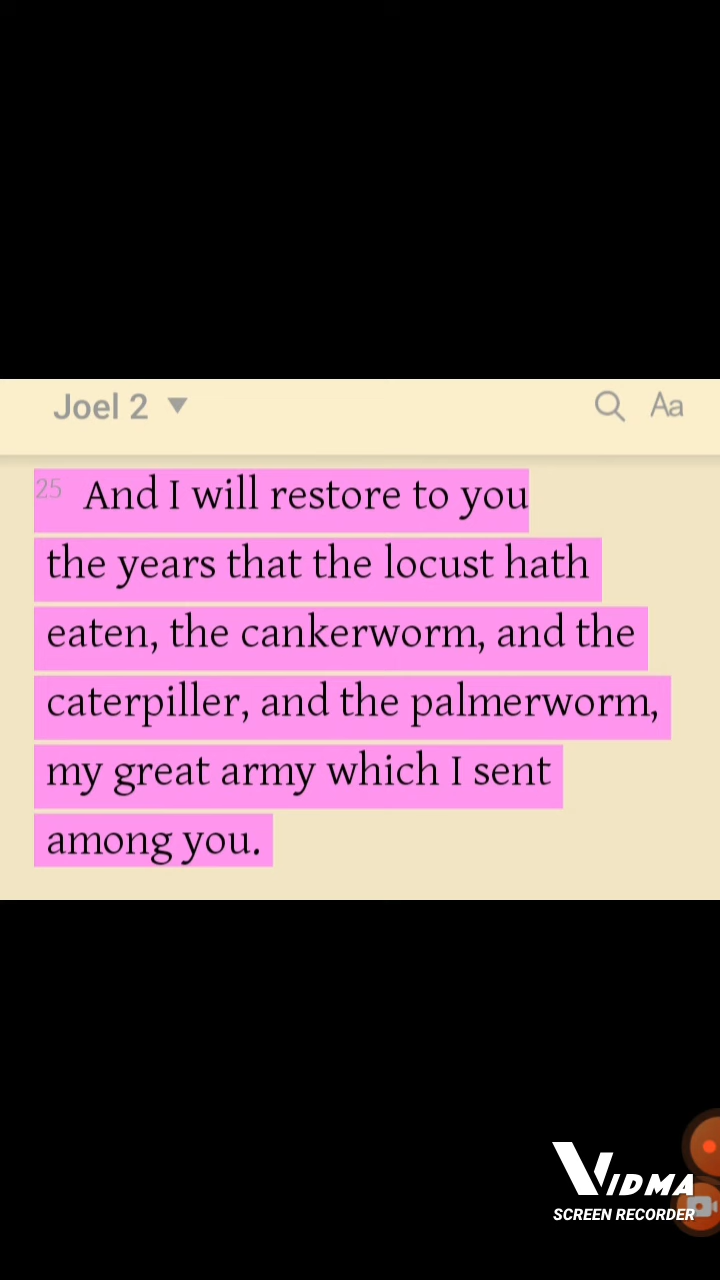 Joel 2 ▼ Aa
25 And I will restore to you
the years that the locust hath
eaten, the cankerworm, and the
caterpiller, and the palmerworm,
my great army which I sent
among you.
VIDMA
SCREEN RECORDER